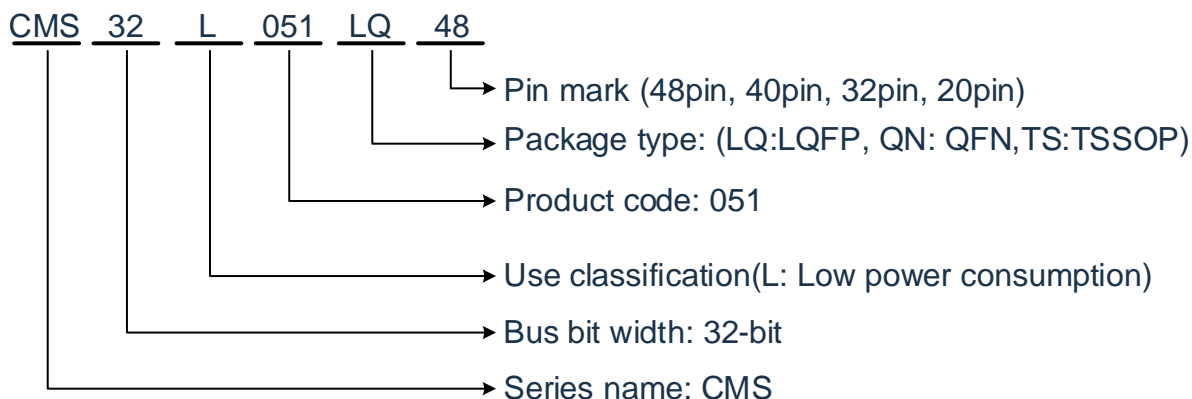 CMS 32 L 051 LQ 48
Pin mark (48pin, 40pin, 32pin, 20pin)
Package type: (LQ:LQFP, QN: QFN,TS:TSSOP)
Product code: 051
Use classification(L: Low power consumption)
Bus bit width: 32-bit
Series name: CMS